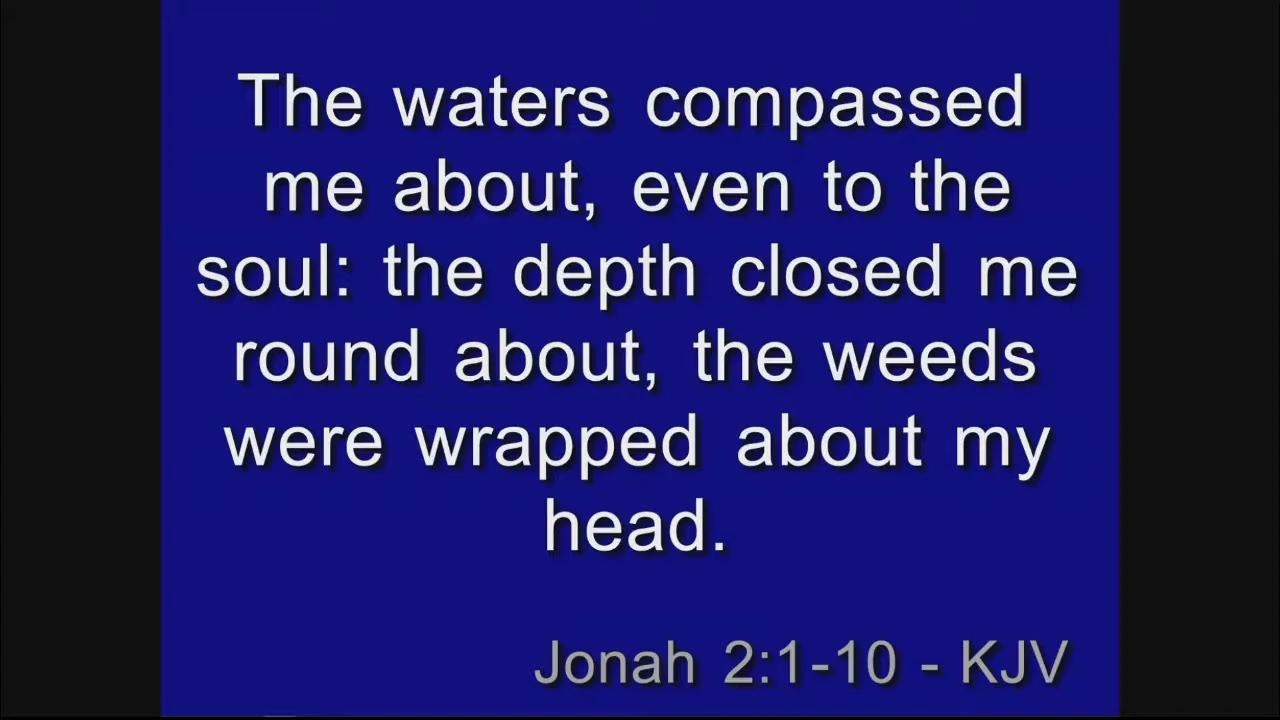 The waters compassed
me about, even to the
soul: the depth closed me
round about, the weeds
were wrapped about my
head.
Jonah 2:1-10 - KJV